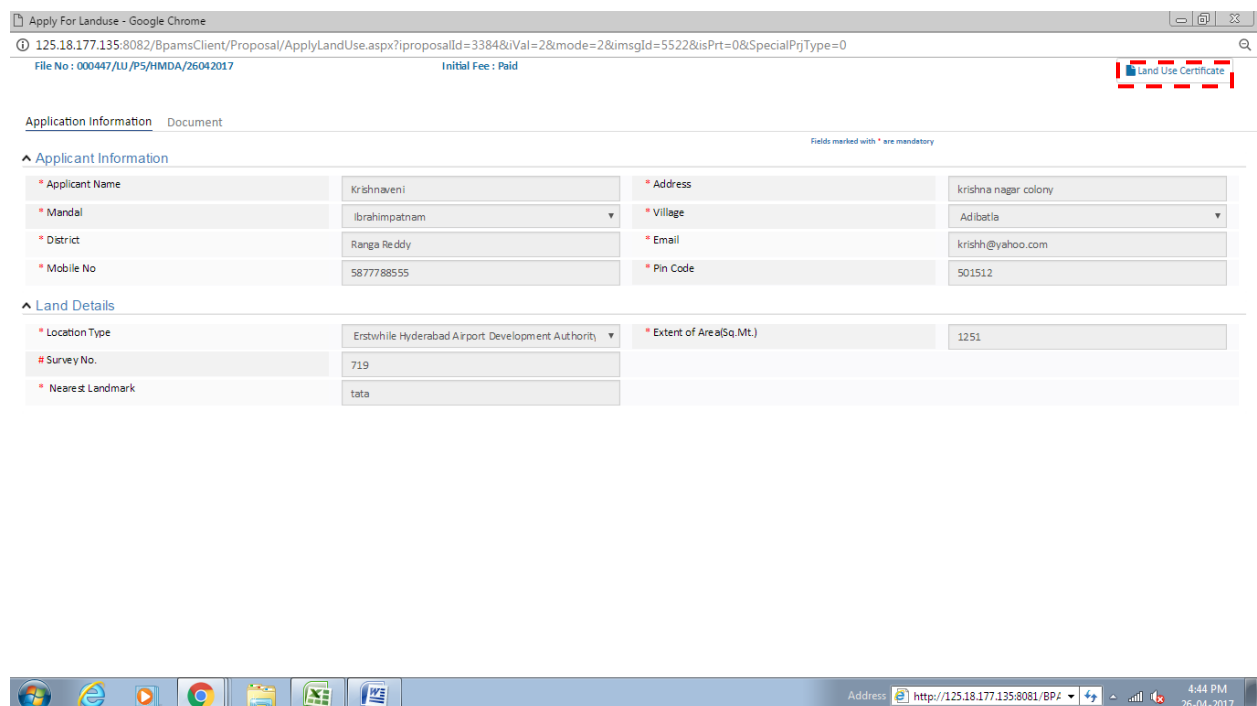 Apply For Landuse - Google Chrome
125.18.177.135:8082/BpamsClient/Proposal/ApplyLandUse.aspx?iproposalId=3384&iVal=2&mode=2&imsgId=5522&isPrt=0&SpecialPrjType=0
File No : 000447/LU/P5/HMDA/26042017 Initial Fee : Paid Land Use Certificate
Application Information Document
Fields marked with * are mandatory
Applicant Information
* Applicant Name Krishnaveni * Address krishna nagar colony
* Mandal Ibrahimpatnam * Village Adibatla
* District Ranga Reddy * Email krishh@yahoo.com
* Mobile No 5877788555 * Pin Code 501512
Land Details
* Location Type Erstwhile Hyderabad Airport Development Authority * Extent of Area(Sq.Mt.) 1251
# Survey No. 719
* Nearest Landmark tata
Address http://125.18.177.135:8081/BPA 4:44 PM
26-04-2017